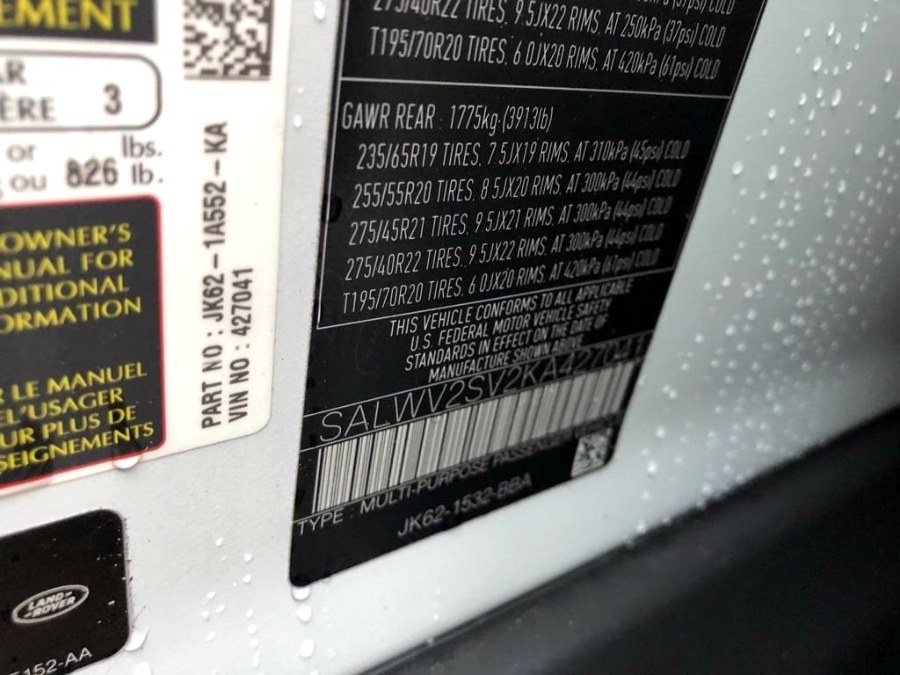 EMENT
AR
ÈRE 3
or lbs.
ou 826 lb.
OWNER'S
NUAL FOR
DITIONAL
ORMATION
R LE MANUEL
EL'USAGER
UR PLUS DE
SEIGNEMENTS
PART NO : JK62-1A552-KA
VIN NO : 427041
LAND-
ROVER
152-AA
275/40R22 TIRES, 9.5JX22 RIMS, AT 250kPa (37psi) COLD
T195/70R20 TIRES, 6.0JX20 RIMS, AT 420kPa (61psi) COLD
GAWR REAR : 1775kg-(3913lb)
235/65R19 TIRES, 7.5JX19 RIMS, AT 310kPa (45psi) COLD
255/55R20 TIRES, 8.5JX20 RIMS, AT 300kPa (44psi) COLD
275/45R21 TIRES, 9.5JX21 RIMS, AT 300kPa (44psi) COLD
275/40R22 TIRES, 9.5JX22 RIMS, AT 300kPa (44psi) COLD
T195/70R20 TIRES, 6.0JX20 RIMS, AT 420kPa (61psi) COLD
THIS VEHICLE CONFORMS TO ALL APPLICABLE
U.S. FEDERAL MOTOR VEHICLE SAFETY
STANDARDS IN EFFECT ON THE DATE OF
MANUFACTURE SHOWN ABOVE.
SALWV2SV2KA427041
TYPE : MULTI-PURPOSE PASSENGER
JK62-1532-BBA